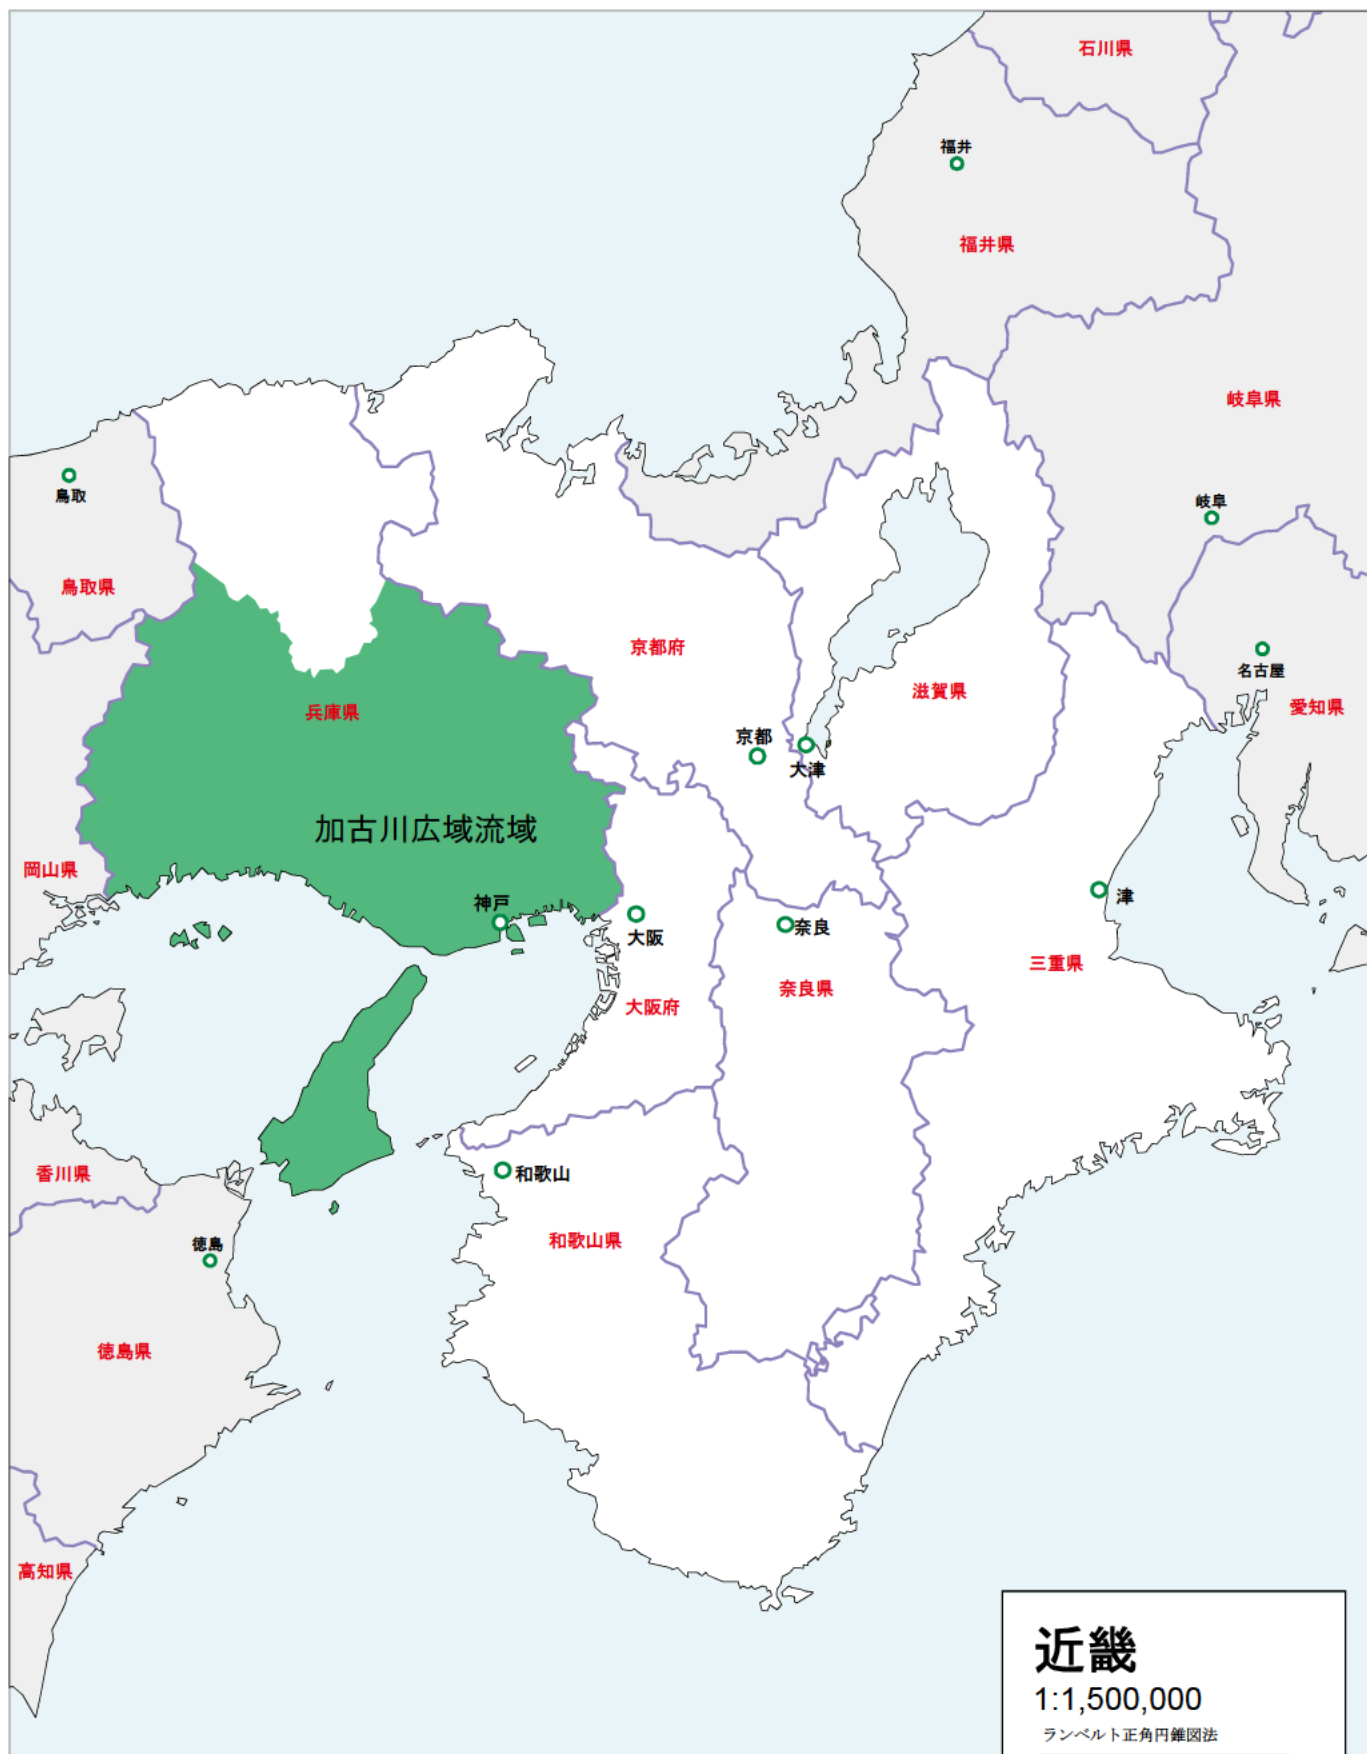 石川県
福井
福井県
岐阜県
鳥取
岐阜
鳥取県
京都府
名古屋
滋賀県
兵庫県
愛知県
京都
大津
加古川広域流域
岡山県
津
神戸
大阪
奈良
三重県
奈良県
大阪府
香川県
和歌山
徳島
和歌山県
徳島県
高知県
近畿
1:1,500,000
ランベルト正角円錐図法